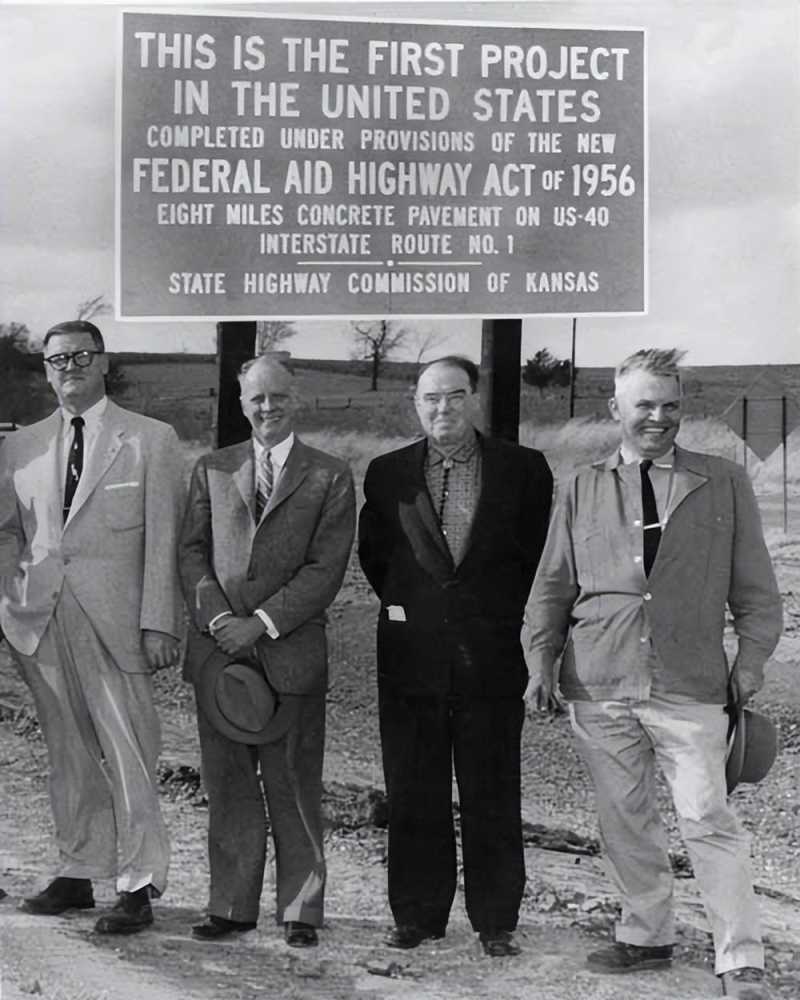 THIS IS THE FIRST PROJECT
IN THE UNITED STATES
COMPLETED UNDER PROVISIONS OF THE NEW
FEDERAL AID HIGHWAY ACT OF 1956
EIGHT MILES CONCRETE PAVEMENT ON US-40
INTERSTATE ROUTE NO. 1
STATE HIGHWAY COMMISSION OF KANSAS